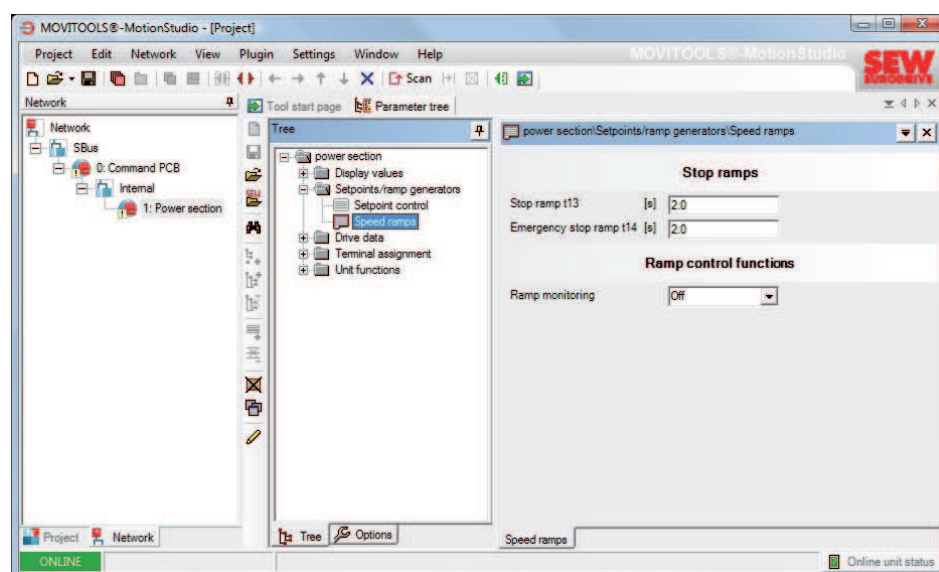 MOVITOOLS®-MotionStudio - [Project]
Project Edit Network View Plugin Settings Window Help
MOVITOOLS®-MotionStudio
SEW
EURODRIVE
Scan
Network
Tool start page
Parameter tree
Network
SBus
0: Command PCB
Internal
1: Power section
Project
Network
Tree
power section
Display values
Setpoints/ramp generators
Setpoint control
Speed ramps
Drive data
Terminal assignment
Unit functions
Tree
Options
power section\Setpoints/ramp generators\Speed ramps
Stop ramps
Stop ramp t13 [s] 2.0
Emergency stop ramp t14 [s] 2.0
Ramp control functions
Ramp monitoring Off
Speed ramps
ONLINE
Online unit status